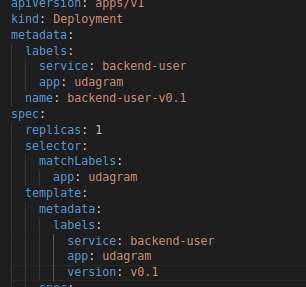 apiVersion: apps/v1
kind: Deployment
metadata:
  labels:
    service: backend-user
    app: udagram
  name: backend-user-v0.1
spec:
  replicas: 1
  selector:
    matchLabels:
      app: udagram
  template:
    metadata:
      labels:
        service: backend-user
        app: udagram
        version: v0.1
    spec: